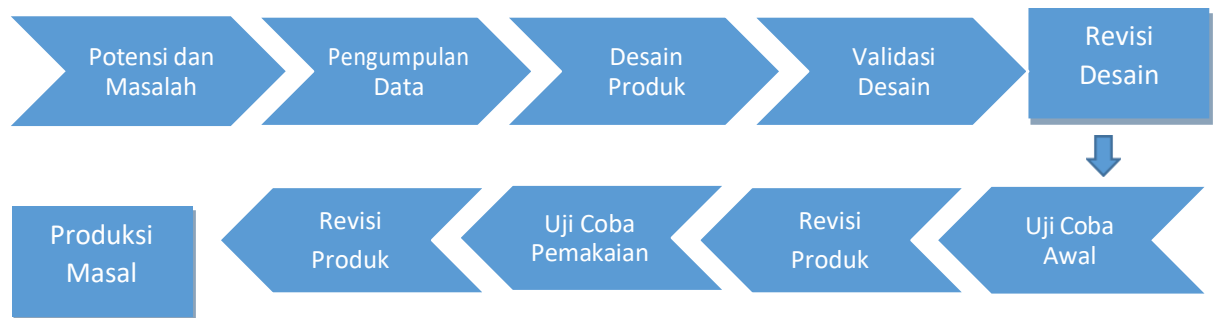 Potensi dan
Masalah
Pengumpulan
Data
Desain
Produk
Validasi
Desain
Revisi
Desain
Uji Coba
Awal
Revisi
Produk
Uji Coba
Pemakaian
Revisi
Produk
Produksi
Masal